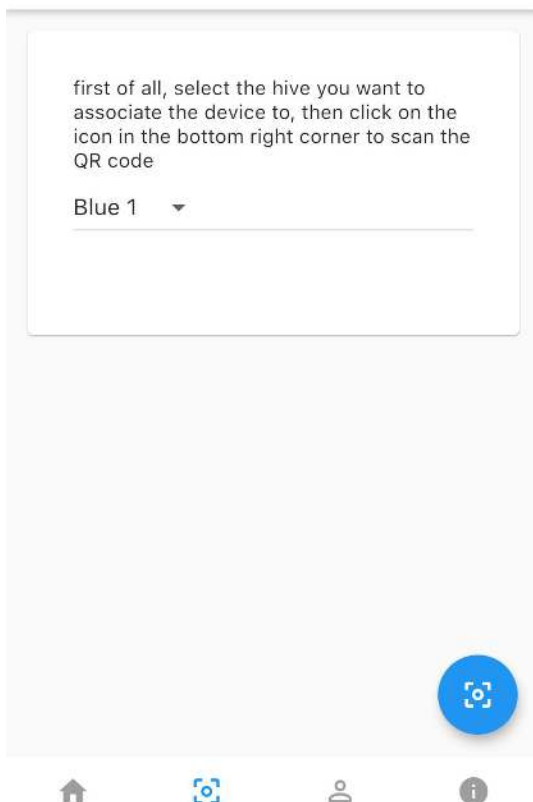 first of all, select the hive you want to
associate the device to, then click on the
icon in the bottom right corner to scan the
QR code
Blue 1